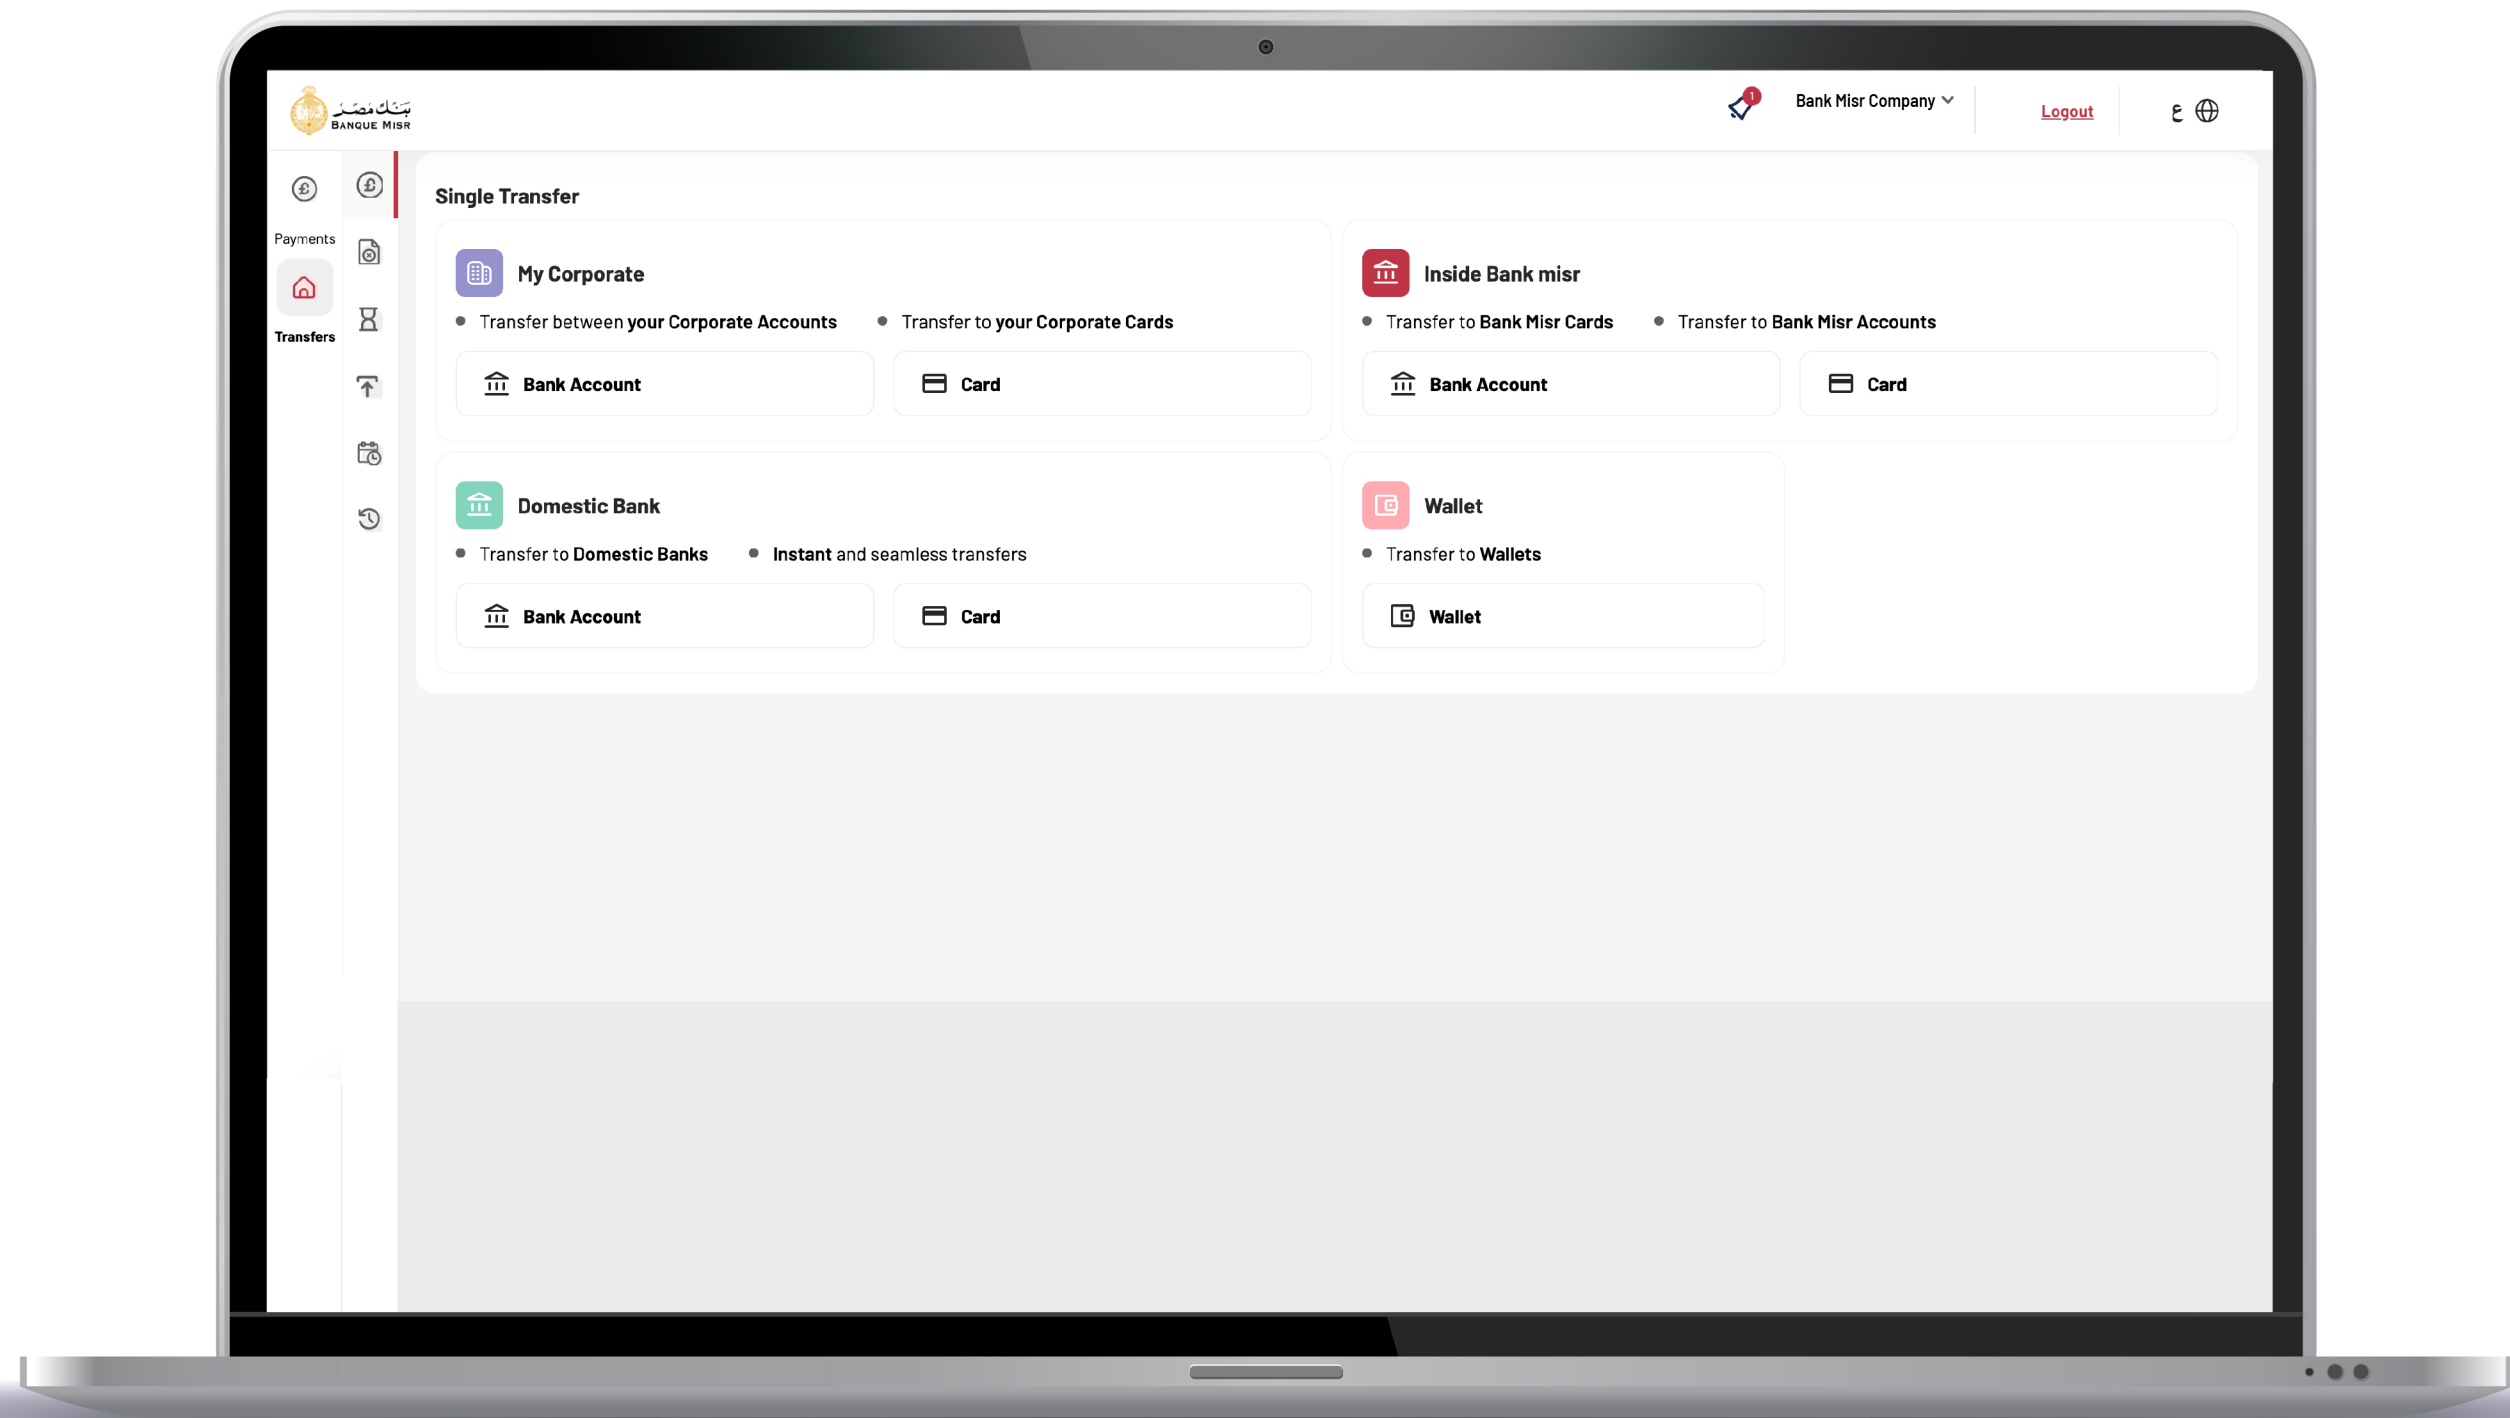 بنك مصر
BANQUE MISR
1
Bank Misr Company
Logout
ع
Payments
Transfers
Single Transfer
My Corporate
Transfer between your Corporate Accounts
Transfer to your Corporate Cards
Bank Account
Card
Inside Bank misr
Transfer to Bank Misr Cards
Transfer to Bank Misr Accounts
Bank Account
Card
Domestic Bank
Transfer to Domestic Banks
Instant and seamless transfers
Bank Account
Card
Wallet
Transfer to Wallets
Wallet